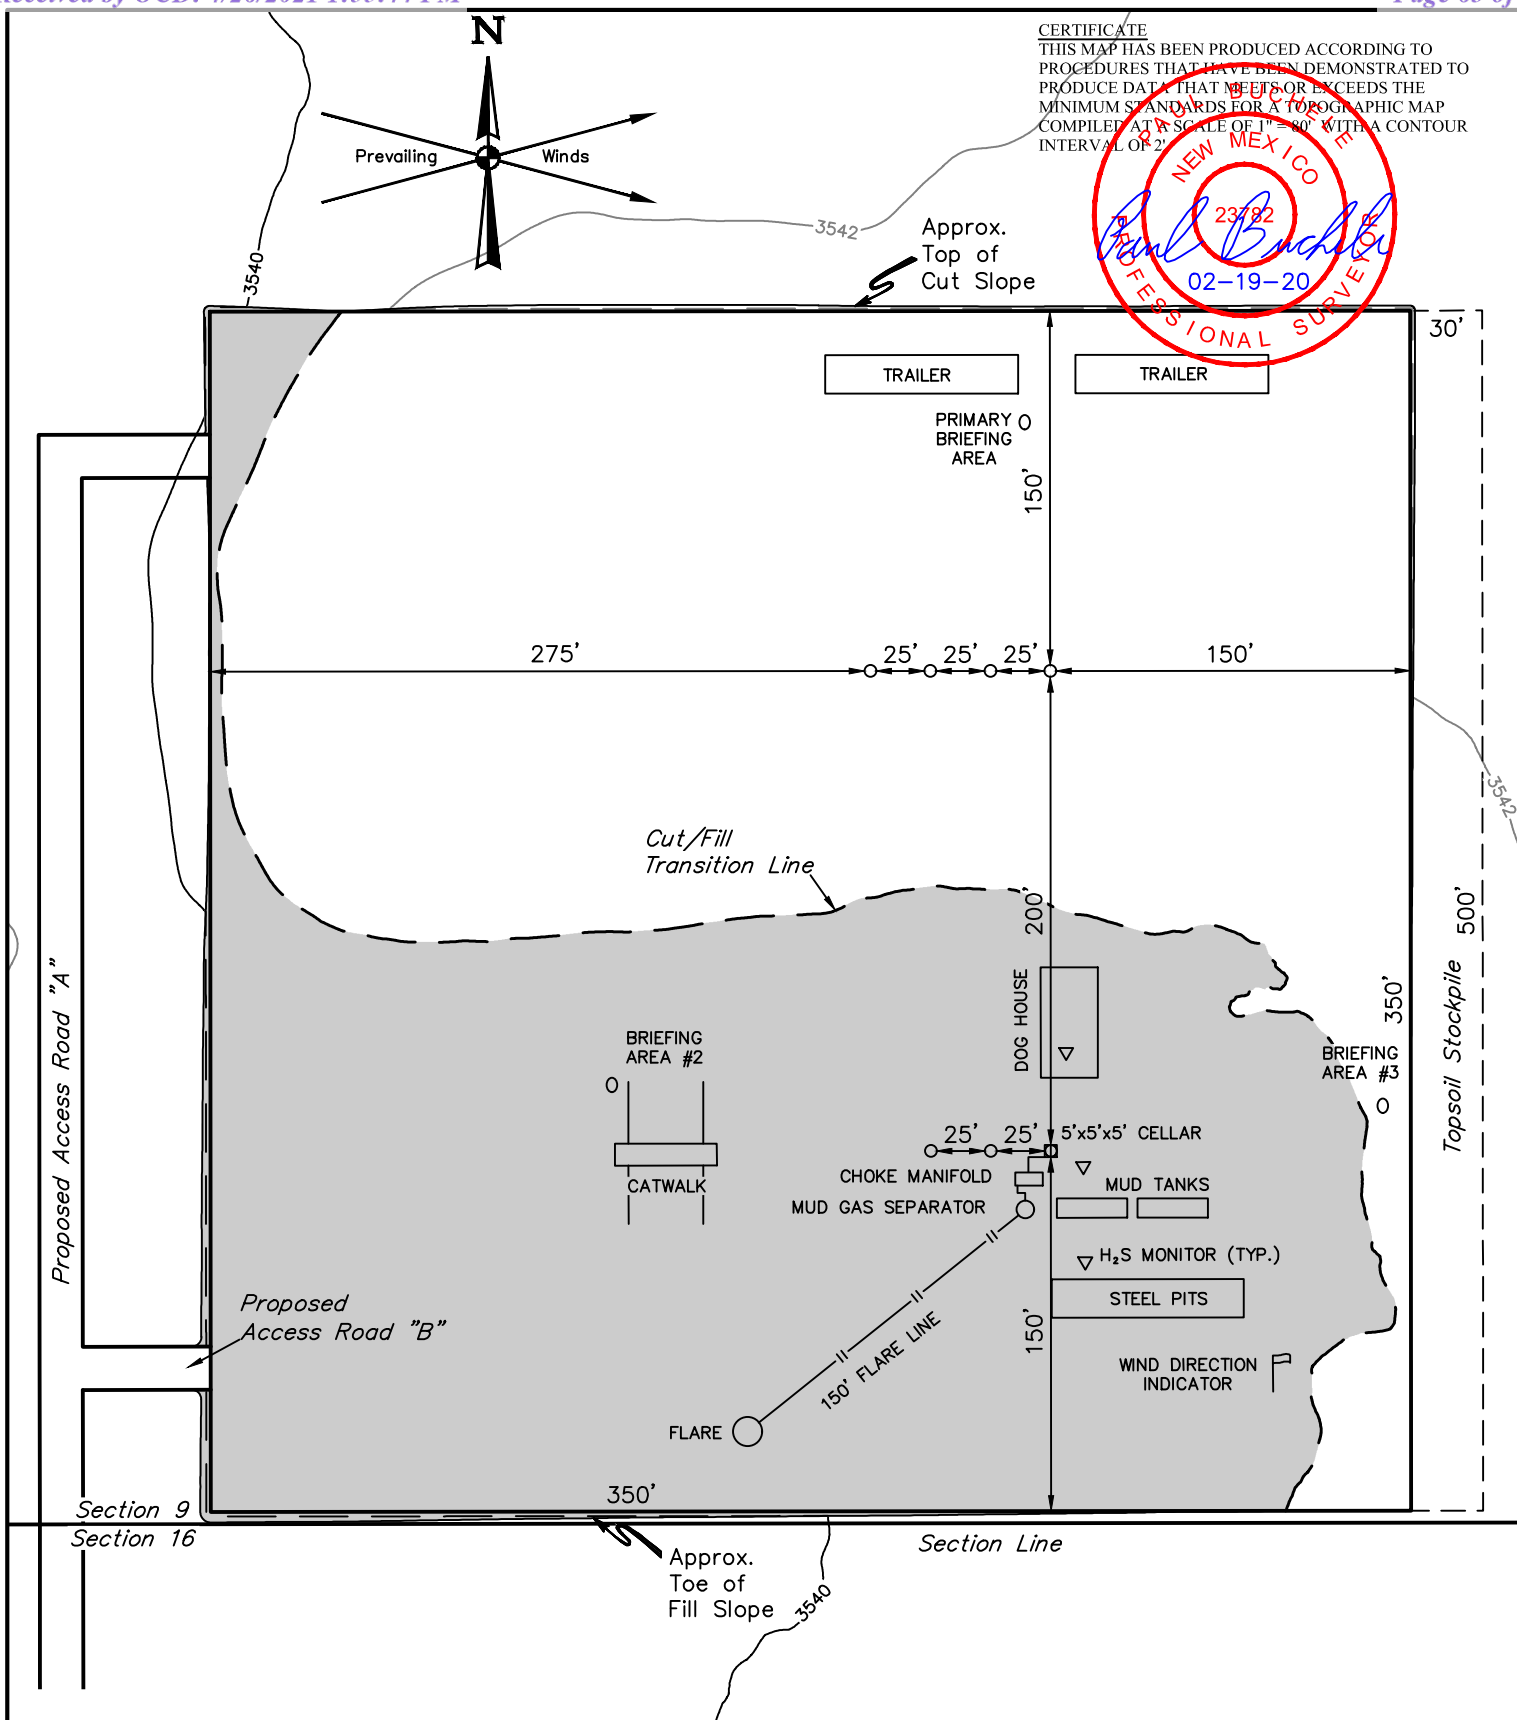 N
Prevailing Winds
CERTIFICATE
THIS MAP HAS BEEN PRODUCED ACCORDING TO
PROCEDURES THAT HAVE BEEN DEMONSTRATED TO
PRODUCE DATA THAT MEETS OR EXCEEDS THE
MINIMUM STANDARDS FOR A TOPOGRAPHIC MAP
COMPILED AT A SCALE OF 1" = 80' WITH A CONTOUR
INTERVAL OF 2'
PAUL BUCHELE
NEW MEXICO
23782
Paul Buchele
02-19-20
PROFESSIONAL SURVEYOR
3540
3542
Approx.
Top of
Cut Slope
30'
TRAILER
TRAILER
PRIMARY
BRIEFING
AREA
150'
275'
25'
25'
25'
150'
3542
Cut/Fill
Transition Line
200'
500'
Topsoil Stockpile
350'
Proposed Access Road "A"
DOG HOUSE
BRIEFING
AREA #2
BRIEFING
AREA #3
25'
25'
5'x5'x5' CELLAR
CHOKE MANIFOLD
CATWALK
MUD TANKS
MUD GAS SEPARATOR
H₂S MONITOR (TYP.)
STEEL PITS
Proposed
Access Road "B"
150'
150' FLARE LINE
WIND DIRECTION
INDICATOR
FLARE
350'
Section 9
Section 16
Section Line
Approx.
Toe of
Fill Slope
3540